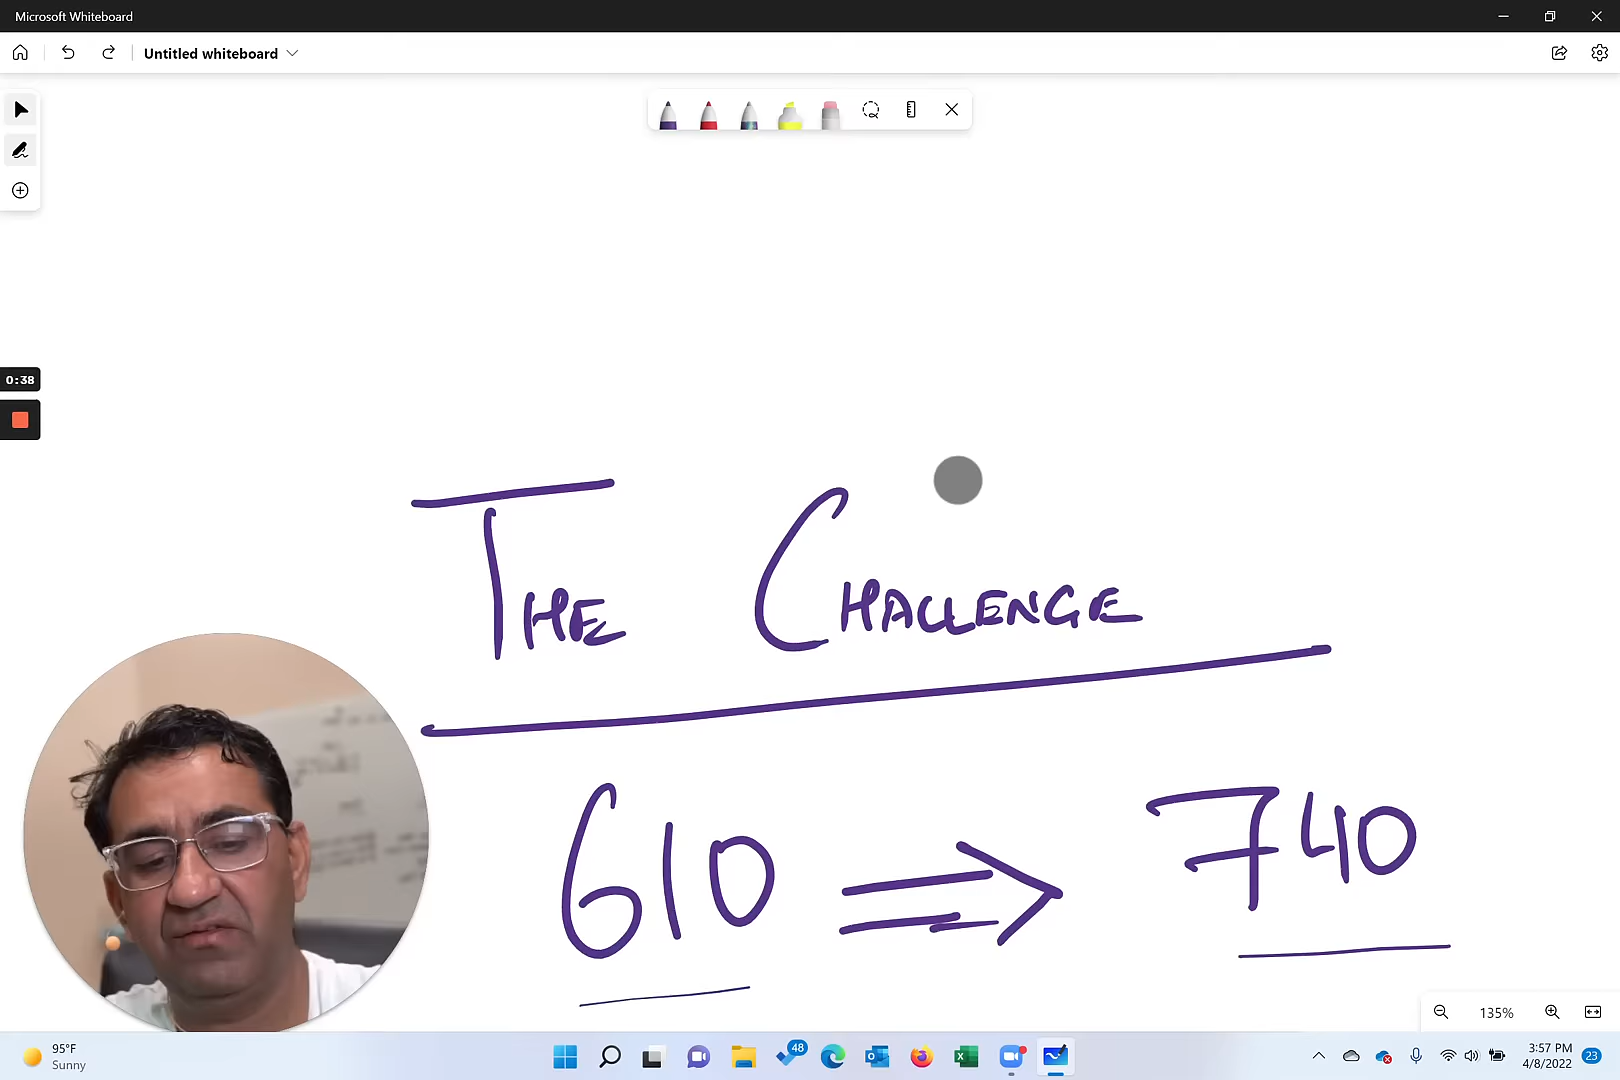 Microsoft Whiteboard
Untitled whiteboard
0:38
THE CHALLENGE
610 ⇒ 740
135%
95°F
Sunny
48
3:57 PM
4/8/2022
23